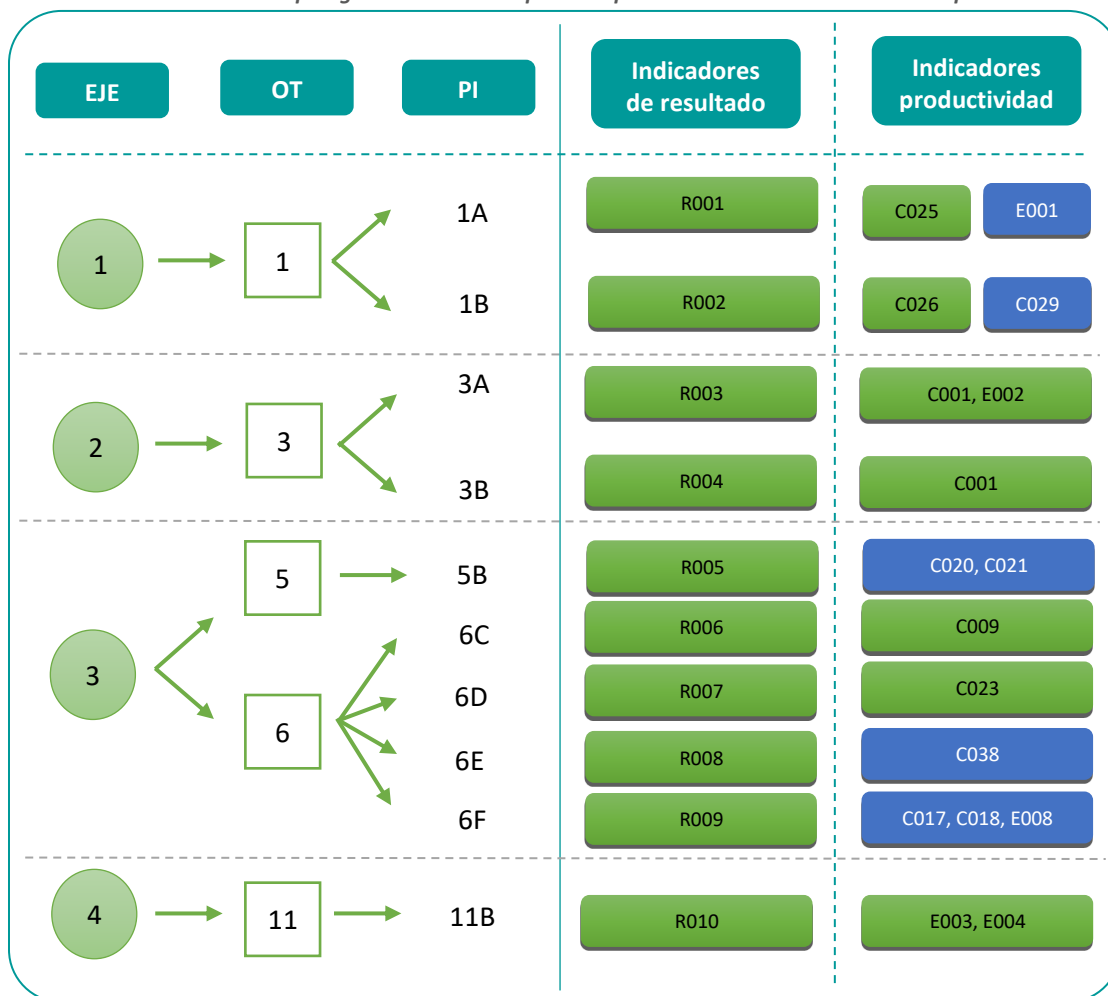 EJE
OT
PI
Indicadores
de resultado
Indicadores
productividad
1
1
1A
R001
C025
E001
1B
R002
C026
C029
2
3
3A
R003
C001, E002
3B
R004
C001
3
5
5B
R005
C020, C021
6
6C
R006
C009
6D
R007
C023
6E
R008
C038
6F
R009
C017, C018, E008
4
11
11B
R010
E003, E004